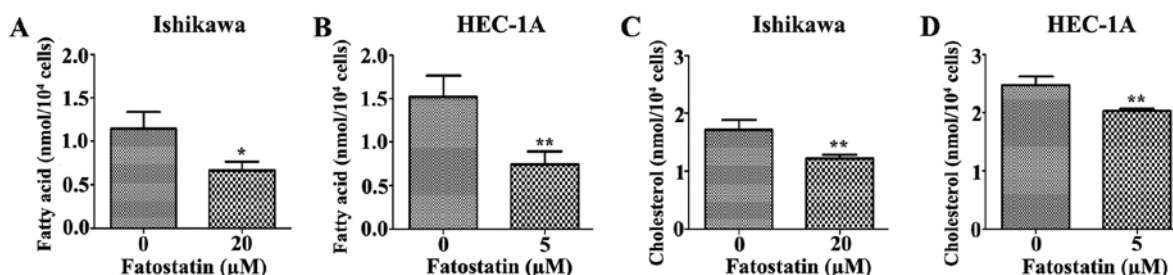 A Ishikawa
Fatty acid (nmol/10⁴ cells)
2.0
1.5
1.0
0.5
0.0
*
0 20
Fatostatin (μM)
B HEC-1A
Fatty acid (nmol/10⁴ cells)
2.0
1.5
1.0
0.5
0.0
**
0 5
Fatostatin (μM)
C Ishikawa
Cholesterol (nmol/10⁴ cells)
3
2
1
0
**
0 20
Fatostatin (μM)
D HEC-1A
Cholesterol (nmol/10⁴ cells)
3
2
1
0
**
0 5
Fatostatin (μM)